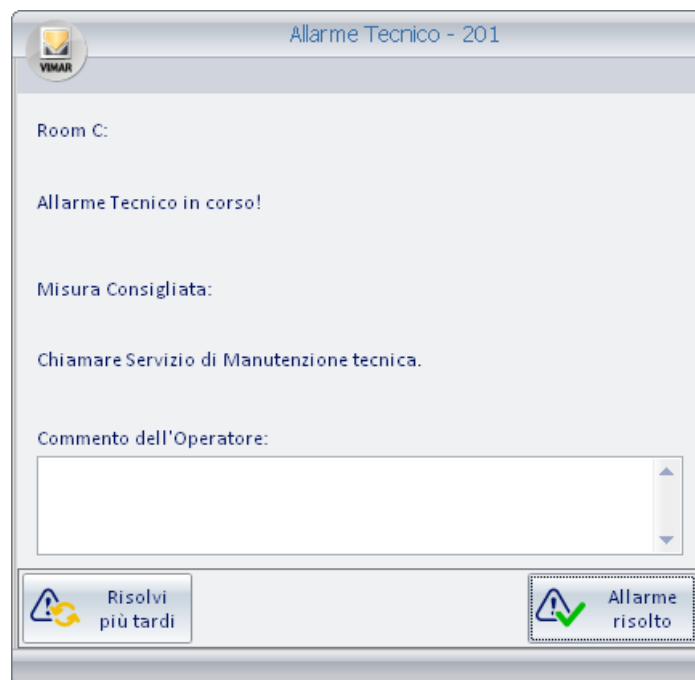 Allarme Tecnico - 201
VIMAR
Room C:
Allarme Tecnico in corso!
Misura Consigliata:
Chiamare Servizio di Manutenzione tecnica.
Commento dell'Operatore:
Risolvi
più tardi
Allarme
risolto